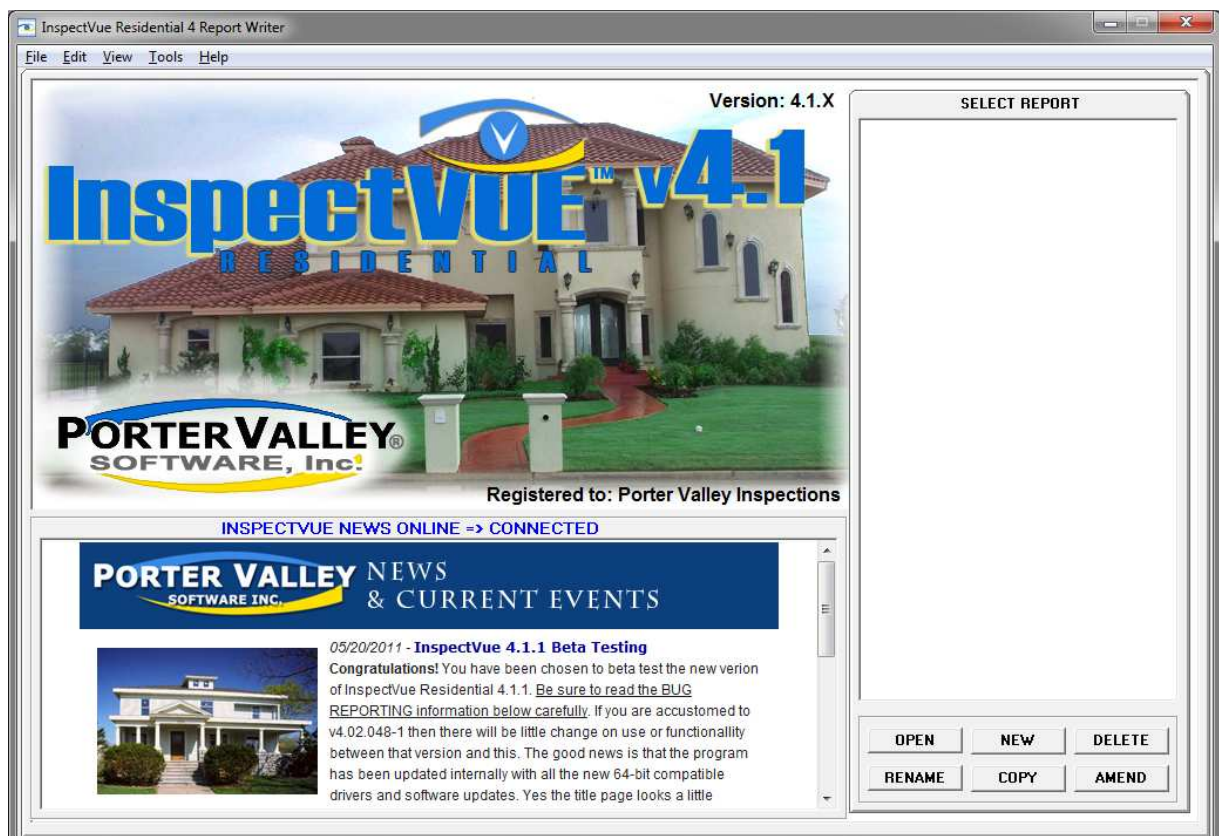 InspectVue Residential 4 Report Writer
File Edit View Tools Help
Version: 4.1.X
InspectVUE™ v4.1
RESIDENTIAL
PORTER VALLEY®
SOFTWARE, Inc.
Registered to: Porter Valley Inspections
INSPECTVUE NEWS ONLINE => CONNECTED
PORTER VALLEY
SOFTWARE INC.
NEWS
& CURRENT EVENTS
05/20/2011 - InspectVue 4.1.1 Beta Testing
Congratulations! You have been chosen to beta test the new verion
of InspectVue Residential 4.1.1. Be sure to read the BUG
REPORTING information below carefully. If you are accustomed to
v4.02.048-1 then there will be little change on use or functionallity
between that version and this. The good news is that the program
has been updated internally with all the new 64-bit compatible
drivers and software updates. Yes the title page looks a little
SELECT REPORT
OPEN NEW DELETE
RENAME COPY AMEND